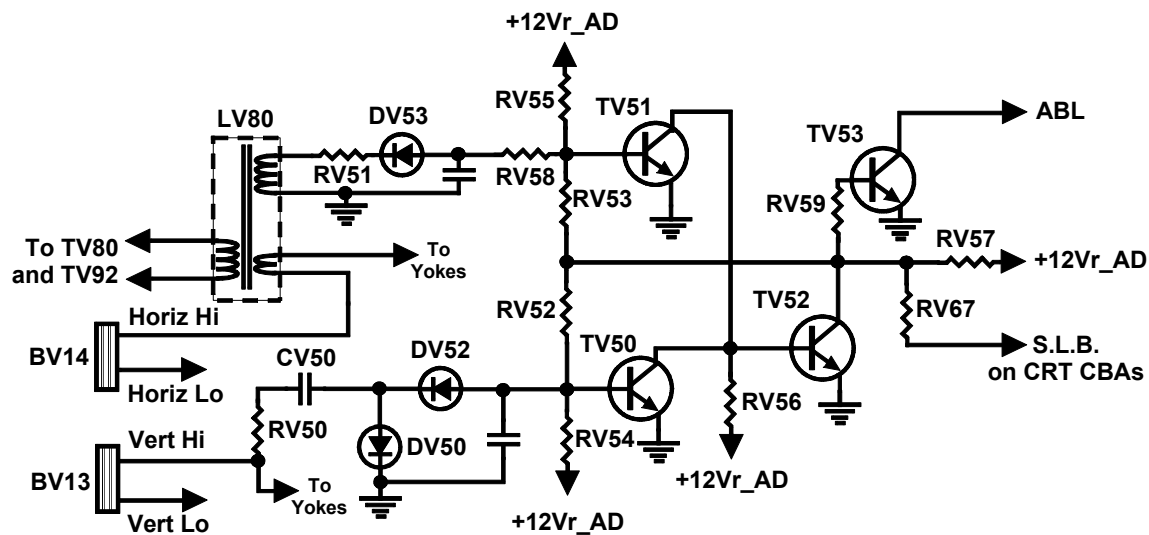 +12Vr_AD
RV55
TV51
LV80
DV53
ABL
TV53
RV51
RV58
RV53
RV59
RV57
To TV80
and TV92
To
Yokes
+12Vr_AD
TV52
RV52
RV67
Horiz Hi
BV14
CV50
DV52
TV50
S.L.B.
on CRT CBAs
Horiz Lo
RV56
RV50
DV50
RV54
Vert Hi
+12Vr_AD
BV13
To
Yokes
Vert Lo
+12Vr_AD